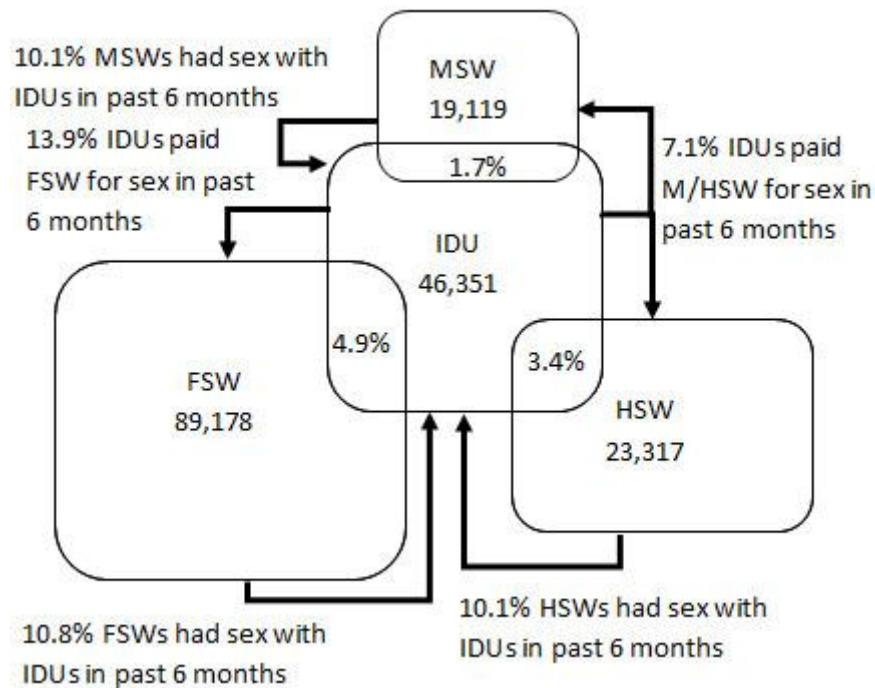 10.1% MSWs had sex with
IDUs in past 6 months
13.9% IDUs paid
FSW for sex in past
6 months
MSW
19,119
1.7%
7.1% IDUs paid
M/HSW for sex in
past 6 months
IDU
46,351
4.9%
3.4%
FSW
89,178
HSW
23,317
10.8% FSWs had sex with
IDUs in past 6 months
10.1% HSWs had sex with
IDUs in past 6 months